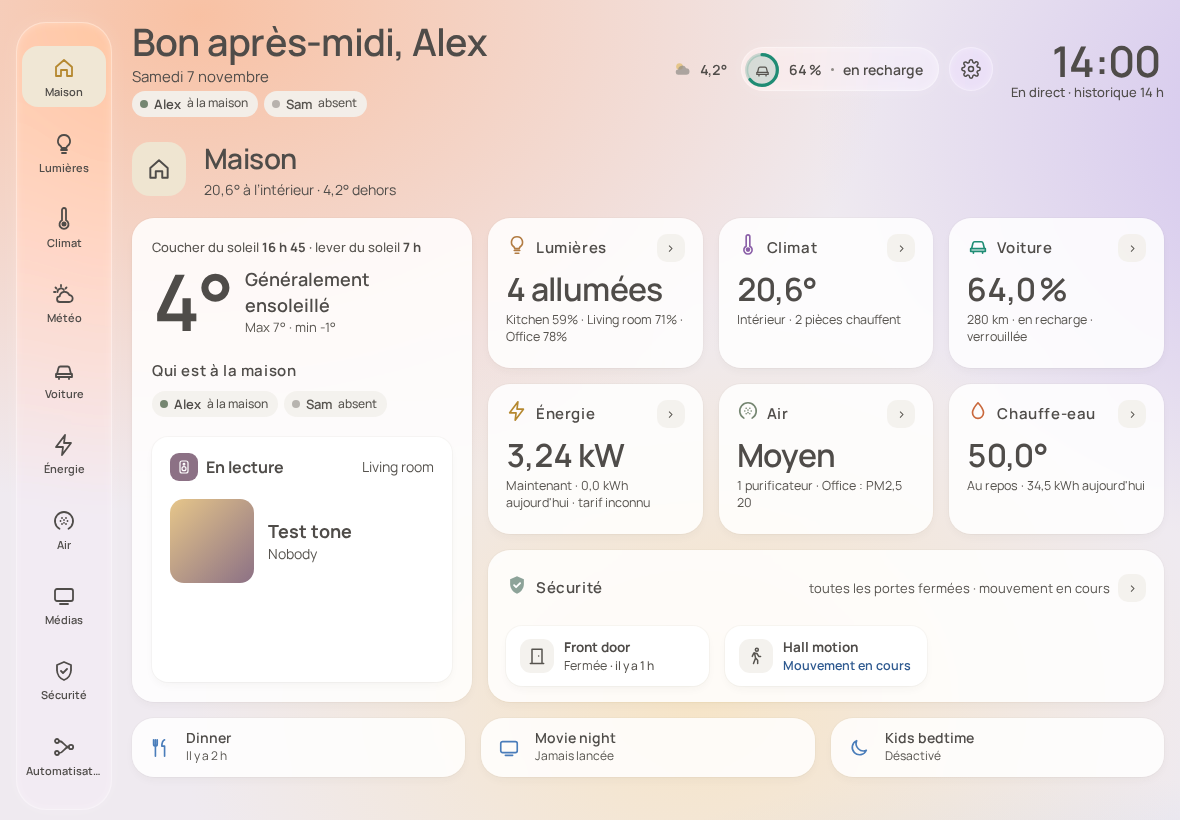 Bon après-midi, Alex
Samedi 7 novembre
Alex à la maison
Sam absent
4,2°
64 % • en recharge
14:00
En direct · historique 14 h
Maison
Lumières
Climat
Météo
Voiture
Énergie
Air
Médias
Sécurité
Automatisat…
Maison
20,6° à l’intérieur · 4,2° dehors
Coucher du soleil 16 h 45 · lever du soleil 7 h
4°
Généralement
ensoleillé
Max 7° · min -1°
Qui est à la maison
Alex à la maison
Sam absent
En lecture
Living room
Test tone
Nobody
Lumières
4 allumées
Kitchen 59% · Living room 71% ·
Office 78%
Climat
20,6°
Intérieur · 2 pièces chauffent
Voiture
64,0 %
280 km · en recharge ·
verrouillée
Énergie
3,24 kW
Maintenant · 0,0 kWh
aujourd'hui · tarif inconnu
Air
Moyen
1 purificateur · Office : PM2,5
20
Chauffe-eau
50,0°
Au repos · 34,5 kWh aujourd'hui
Sécurité
toutes les portes fermées · mouvement en cours
Front door
Fermée · il y a 1 h
Hall motion
Mouvement en cours
Dinner
Il y a 2 h
Movie night
Jamais lancée
Kids bedtime
Désactivé